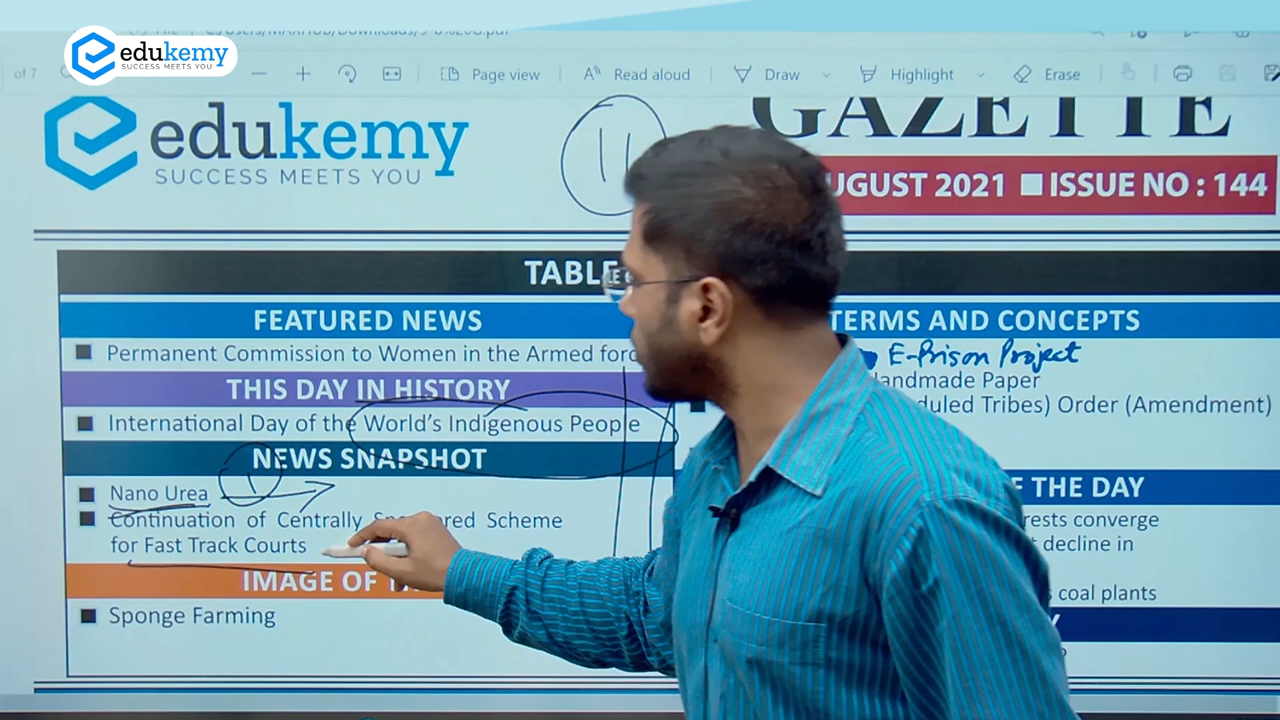 edukemy
SUCCESS MEETS YOU
of 7
Page view
Read aloud
Draw
Highlight
Erase
edukemy
SUCCESS MEETS YOU
11
GAZETTE
UGUST 2021 ■ ISSUE NO : 144
TABLE
FEATURED NEWS
Permanent Commission to Women in the Armed forc
THIS DAY IN HISTORY
International Day of the World's Indigenous People
NEWS SNAPSHOT
1
Nano Urea
Continuation of Centrally Sponsored Scheme
for Fast Track Courts
IMAGE OF
Sponge Farming
TERMS AND CONCEPTS
E-Prison Project
Handmade Paper
duled Tribes) Order (Amendment)
THE DAY
rests converge
decline in
coal plants